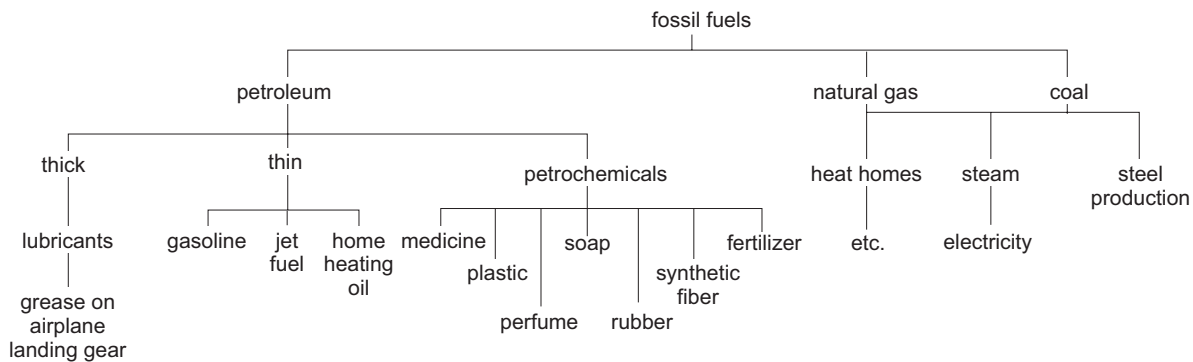 fossil fuels
petroleum
natural gas
coal
thick
thin
petrochemicals
heat homes
steam
steel
production
lubricants
gasoline
jet
fuel
home
heating
oil
medicine
plastic
perfume
soap
rubber
synthetic
fiber
fertilizer
etc.
electricity
grease on
airplane
landing gear